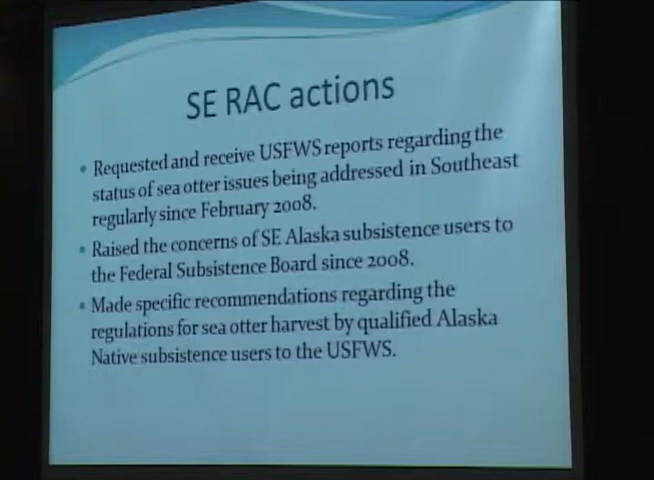 SE RAC actions
• Requested and receive USFWS reports regarding the
status of sea otter issues being addressed in Southeast
regularly since February 2008.
• Raised the concerns of SE Alaska subsistence users to
the Federal Subsistence Board since 2008.
• Made specific recommendations regarding the
regulations for sea otter harvest by qualified Alaska
Native subsistence users to the USFWS.